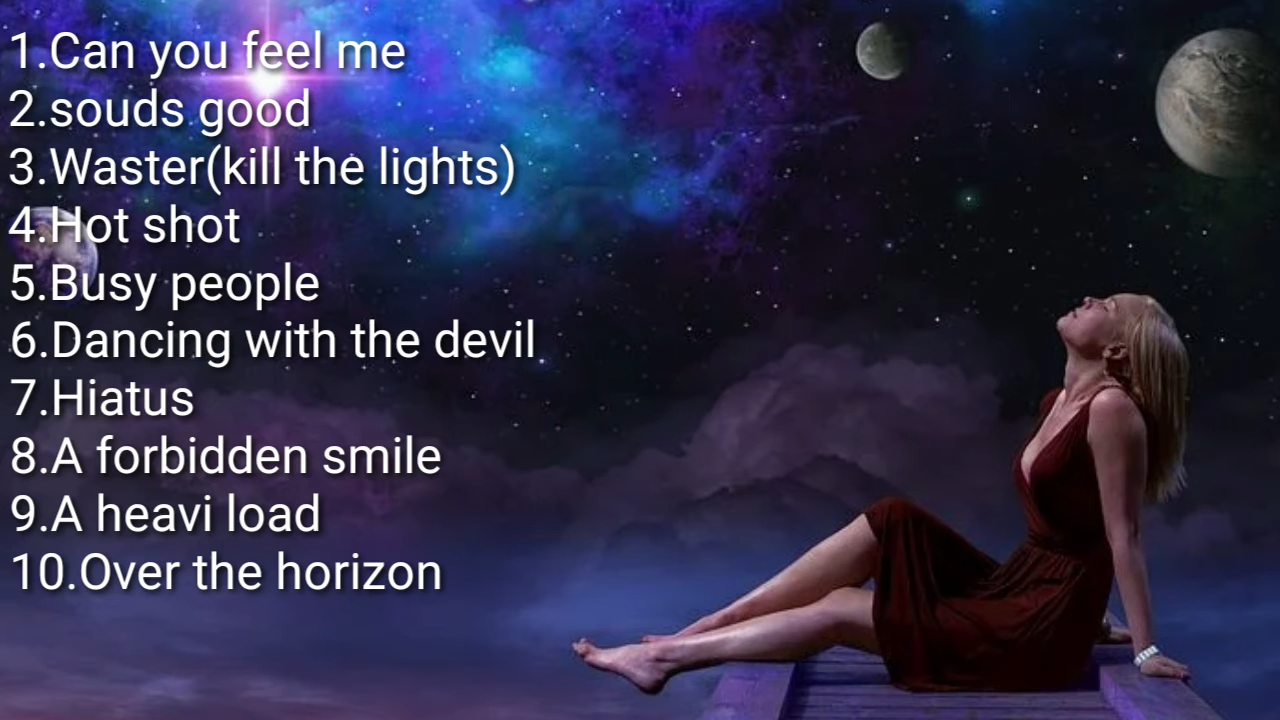 1.Can you feel me
2.souds good
3.Waster(kill the lights)
4.Hot shot
5.Busy people
6.Dancing with the devil
7.Hiatus
8.A forbidden smile
9.A heavi load
10.Over the horizon